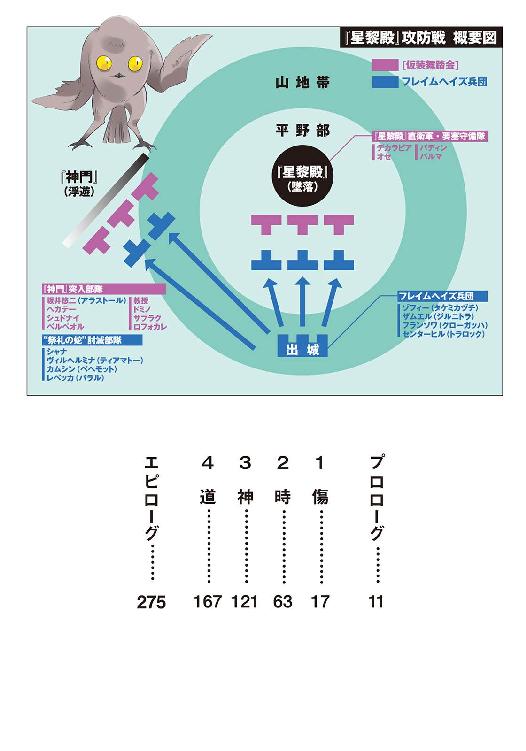 『星黎殿』攻防戦 概要図
[仮装舞踏会]
フレイムヘイズ兵団
山地帯
平野部
『星黎殿』直衛軍・要塞守備隊
デカラビア
オセ
バティン
パルマ
『星黎殿』
(墜落)
『神門』
(浮遊)
『神門』突入部隊
坂井悠二(アラストール)
ヘカテー
シュドナイ
ベルペオル
教授
ドミノ
サブラク
ロフォカレ
"祭礼の蛇"討滅部隊
シャナ
ヴィルヘルミナ(ティアマトー)
カムシン(ベヘモット)
レベッカ(バラル)
フレイムヘイズ兵団
ゾフィー(タケミカヅチ)
ザムエル(ジルニトラ)
フランソワ(グローガッハ)
センターヒル(トラロック)
出城
プロローグ……… 11
1 傷………… 17
2 時………… 63
3 神………… 121
4 道………… 167
エピローグ…… 275